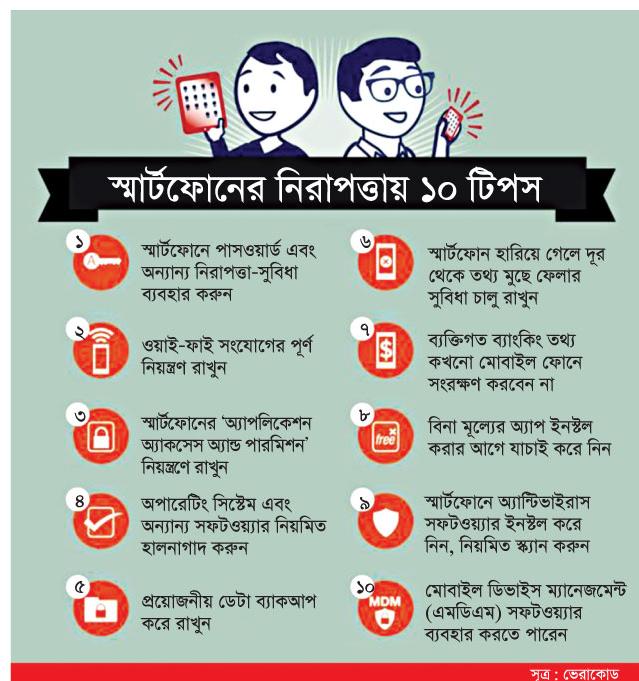 স্মার্টফোনের নিরাপত্তায় ১০ টিপস
১
স্মার্টফোনে পাসওয়ার্ড এবং
অন্যান্য নিরাপত্তা-সুবিধা
ব্যবহার করুন
২
ওয়াই-ফাই সংযোগের পূর্ণ
নিয়ন্ত্রণ রাখুন
৩
স্মার্টফোনের ‘অ্যাপলিকেশন
অ্যাকসেস অ্যান্ড পারমিশন’
নিয়ন্ত্রণে রাখুন
৪
অপারেটিং সিস্টেম এবং
অন্যান্য সফটওয়্যার নিয়মিত
হালনাগাদ করুন
৫
প্রয়োজনীয় ডেটা ব্যাকআপ
করে রাখুন
৬
স্মার্টফোন হারিয়ে গেলে দূর
থেকে তথ্য মুছে ফেলার
সুবিধা চালু রাখুন
৭
$
ব্যক্তিগত ব্যাংকিং তথ্য
কখনো মোবাইল ফোনে
সংরক্ষণ করবেন না
৮
free
বিনা মূল্যের অ্যাপ ইনস্টল
করার আগে যাচাই করে নিন
৯
স্মার্টফোনে অ্যান্টিভাইরাস
সফটওয়্যার ইনস্টল করে
নিন, নিয়মিত স্ক্যান করুন
১০
MDM
মোবাইল ডিভাইস ম্যানেজমেন্ট
(এমডিএম) সফটওয়্যার
ব্যবহার করতে পারেন
সূত্র : ভেরাকোড